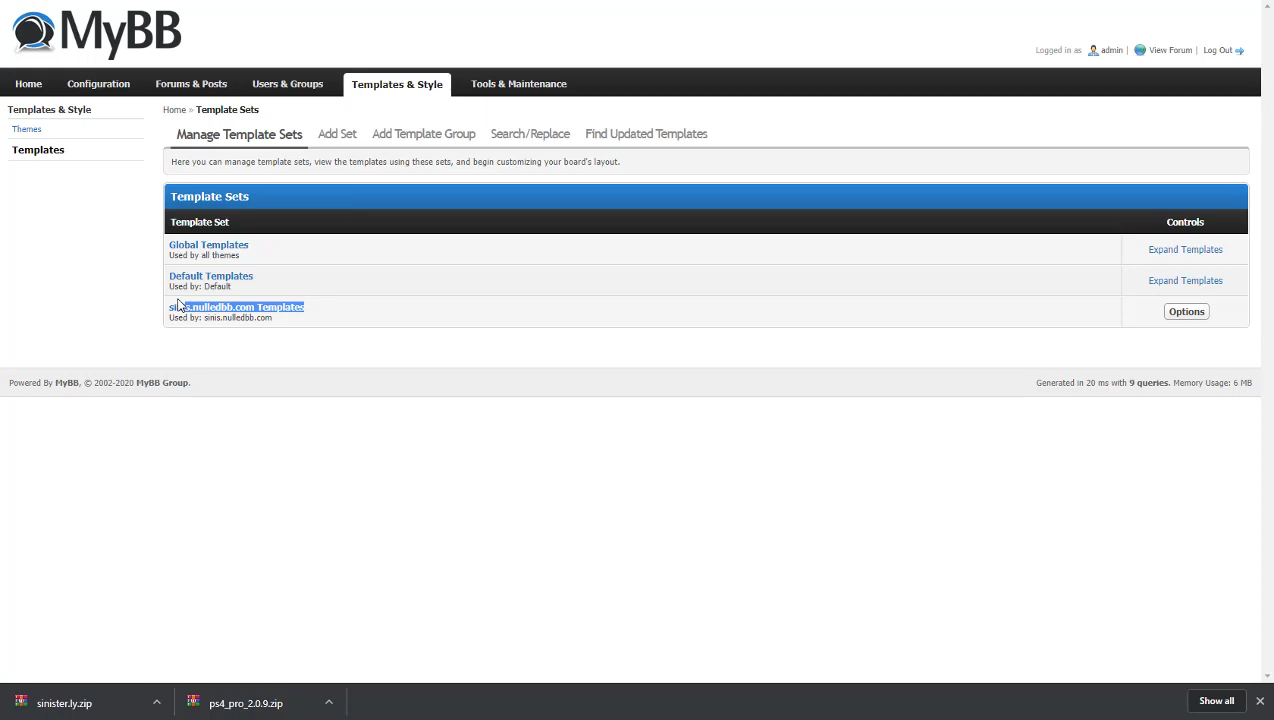 MyBB
Logged in as admin | View Forum | Log Out
Home Configuration Forums & Posts Users & Groups Templates & Style Tools & Maintenance
Templates & Style
Themes
Templates
Home » Template Sets
Manage Template Sets Add Set Add Template Group Search/Replace Find Updated Templates
Here you can manage template sets, view the templates using these sets, and begin customizing your board's layout.
Template Sets
Template Set Controls
Global Templates
Used by all themes
Expand Templates
Default Templates
Used by: Default
Expand Templates
sinis.nulledbb.com Templates
Used by: sinis.nulledbb.com
Options
Powered By MyBB, © 2002-2020 MyBB Group.
Generated in 20 ms with 9 queries. Memory Usage: 6 MB
sinister.ly.zip
ps4_pro_2.0.9.zip
Show all